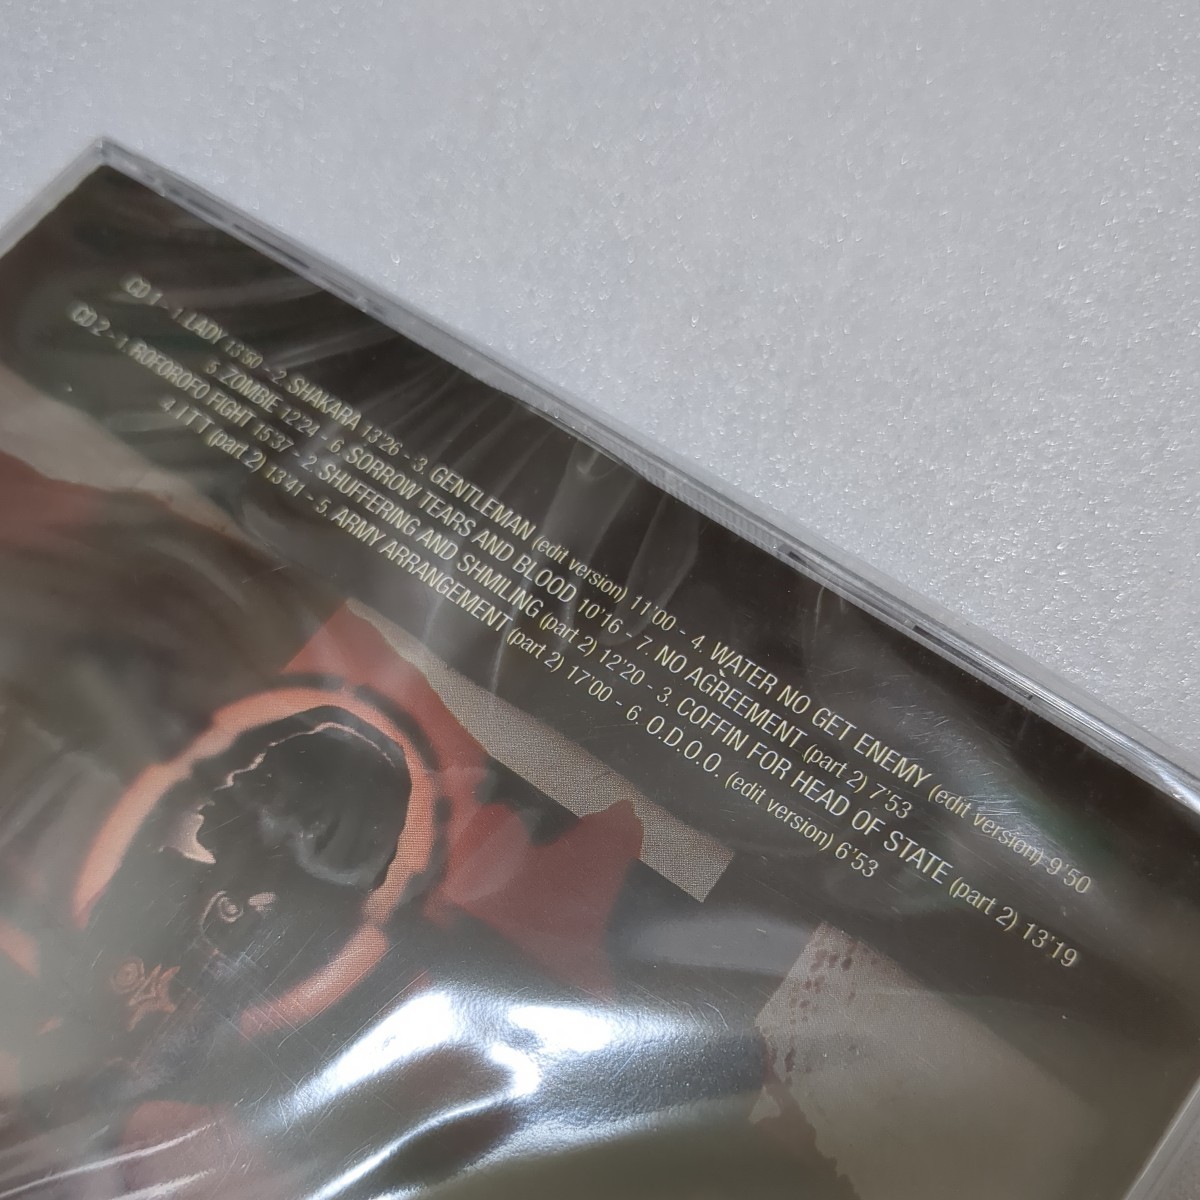 CD 1 - 1. LADY 13'50 - 2. SHAKARA 13'26 - 3. GENTLEMAN (edit version) 11'00 - 4. WATER NO GET ENEMY (edit version) 9'50
5. ZOMBIE 12'24 - 6. SORROW TEARS AND BLOOD 10'16 - 7. NO AGREEMENT (part 2) 7'53
CD 2 - 1. ROFOROFO FIGHT 15'37 - 2. SHUFFERING AND SHMILING (part 2) 12'20 - 3. COFFIN FOR HEAD OF STATE (part 2) 13'19
4. I T T (part 2) 13'41 - 5. ARMY ARRANGEMENT (part 2) 17'00 - 6. O.D.O.O. (edit version) 6'53